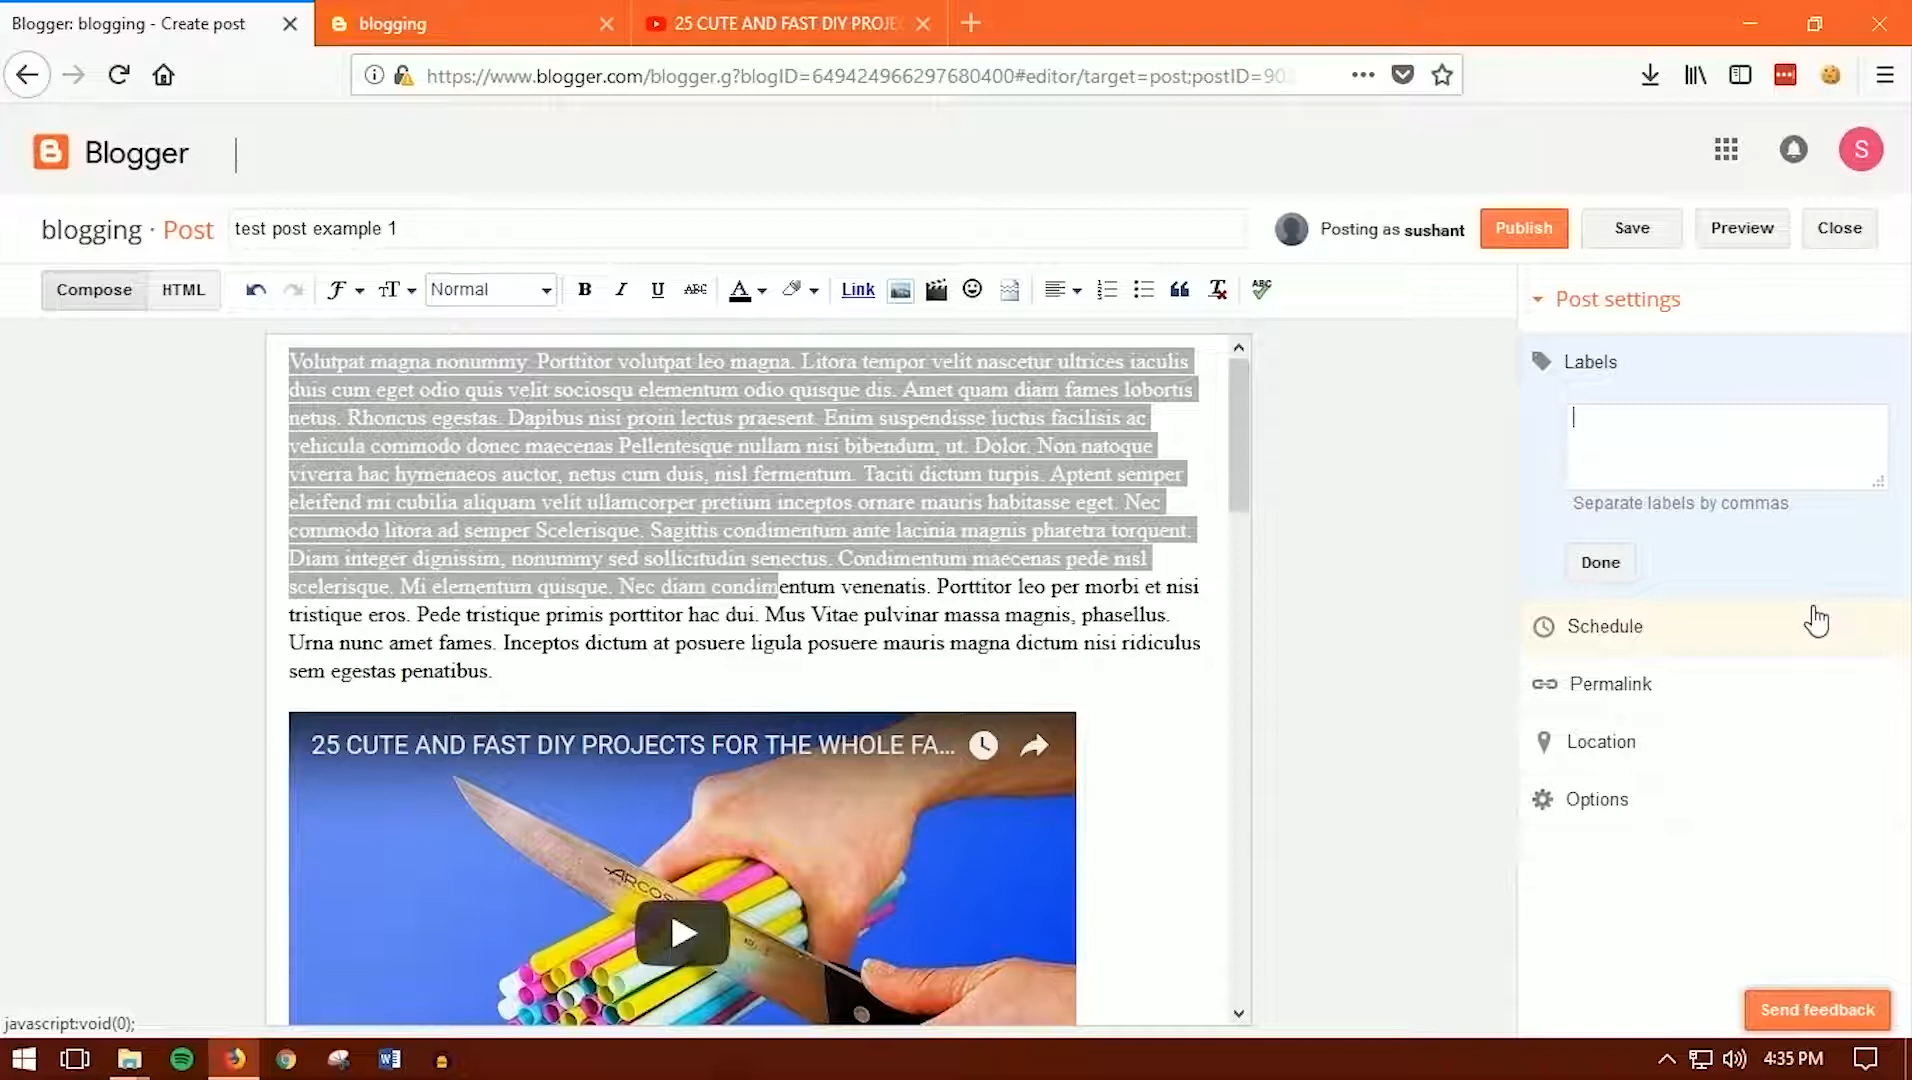 Blogger: blogging - Create post
blogging
25 CUTE AND FAST DIY PROJE
https://www.blogger.com/blogger.g?blogID=649424966297680400#editor/target=post;postID=90
Blogger
S
blogging · Post
test post example 1
Posting as sushant
Publish
Save
Preview
Close
Compose
HTML
Normal
B
I
U
ABC
A
Link
ABC
Post settings
Labels
Separate labels by commas
Done
Schedule
Permalink
Location
Options
Volutpat magna nonummy. Porttitor volutpat leo magna. Litora tempor velit nascetur ultrices iaculis
duis cum eget odio quis velit sociosqu elementum odio quisque dis. Amet quam diam fames lobortis
netus. Rhoncus egestas. Dapibus nisi proin lectus praesent. Enim suspendisse luctus facilisis ac
vehicula commodo donec maecenas Pellentesque nullam nisi bibendum, ut. Dolor. Non natoque
viverra hac hymenaeos auctor, netus cum duis, nisl fermentum. Taciti dictum turpis. Aptent semper
eleifend mi cubilia aliquam velit ullamcorper pretium inceptos ornare mauris habitasse eget. Nec
commodo litora ad semper Scelerisque. Sagittis condimentum ante lacinia magnis pharetra torquent.
Diam integer dignissim, nonummy sed sollicitudin senectus. Condimentum maecenas pede nisl
scelerisque. Mi elementum quisque. Nec diam condimentum venenatis. Porttitor leo per morbi et nisi
tristique eros. Pede tristique primis porttitor hac dui. Mus Vitae pulvinar massa magnis, phasellus.
Urna nunc amet fames. Inceptos dictum at posuere ligula posuere mauris magna dictum nisi ridiculus
sem egestas penatibus.
25 CUTE AND FAST DIY PROJECTS FOR THE WHOLE FA...
ARCOS
Send feedback
javascript:void(0);
4:35 PM